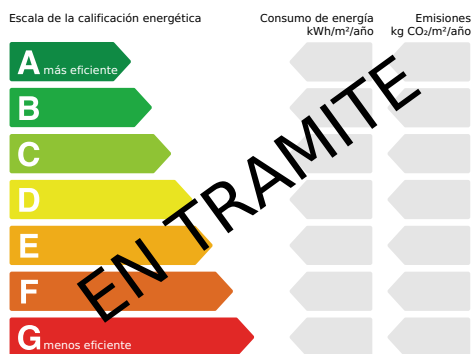 Escala de la calificación energética
Consumo de energía
kWh/m²/año
Emisiones
kg CO₂/m²/año
A más eficiente
B
C
D
E
F
G menos eficiente
EN TRAMITE